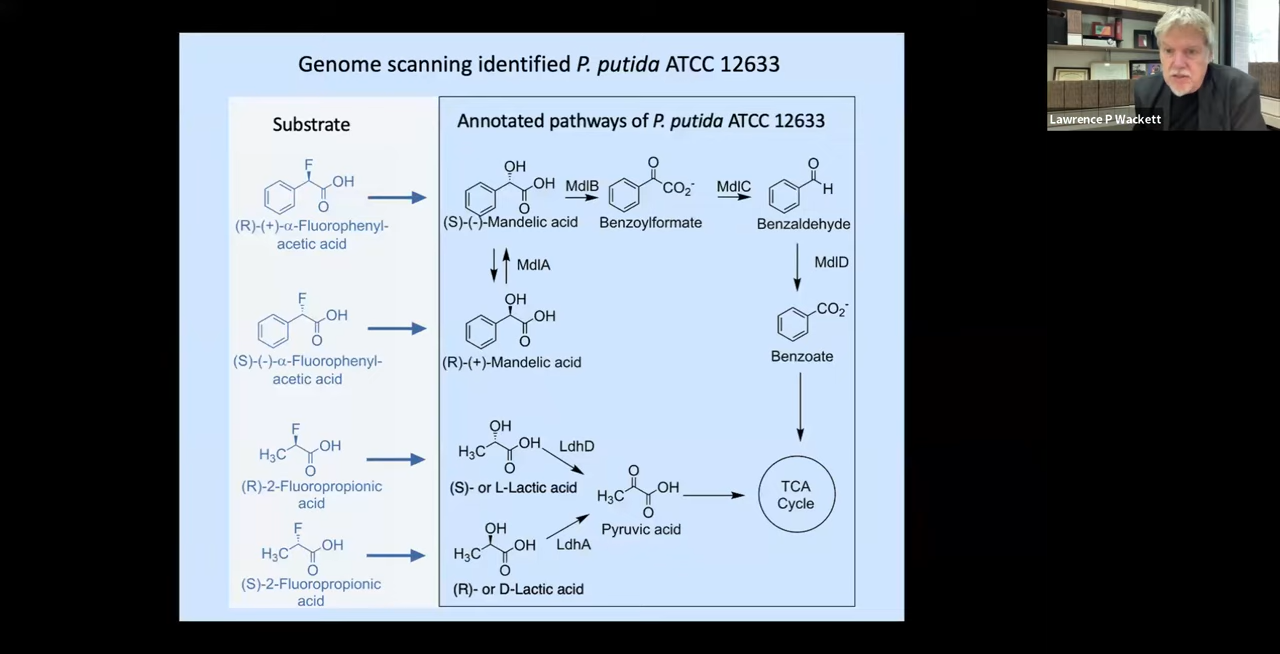 Genome scanning identified P. putida ATCC 12633
Substrate
Annotated pathways of P. putida ATCC 12633
F
OH
O
(R)-(+)-α-Fluorophenyl-
acetic acid
OH
OH
O
(S)-(-)-Mandelic acid
MdlB
O
CO2-
Benzoylformate
MdlC
O
H
Benzaldehyde
MdlA
MdlD
F
OH
O
(S)-(-)-α-Fluorophenyl-
acetic acid
OH
OH
O
(R)-(+)-Mandelic acid
CO2-
Benzoate
F
H3C
OH
O
(R)-2-Fluoropropionic
acid
OH
H3C
OH
O
(S)- or L-Lactic acid
LdhD
O
H3C
OH
O
Pyruvic acid
TCA
Cycle
F
H3C
OH
O
(S)-2-Fluoropropionic
acid
OH
H3C
OH
O
(R)- or D-Lactic acid
LdhA
Lawrence P Wackett